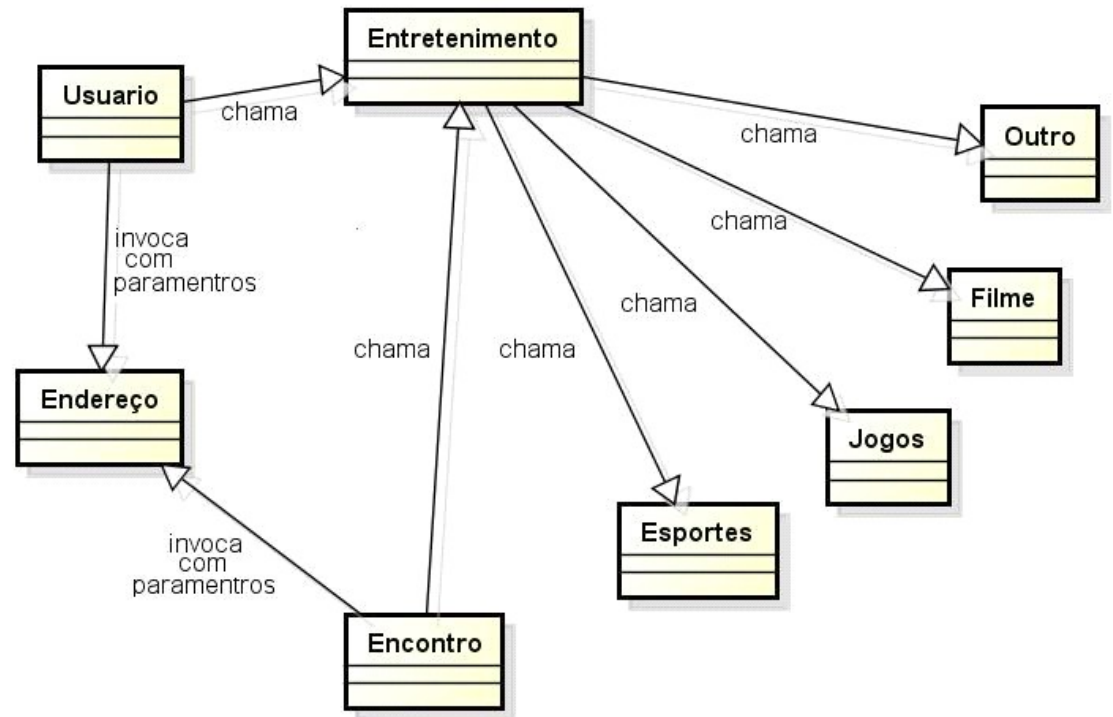 Entretenimento
Usuario
chama
chama
Outro
chama
invoca
com
paramentros
Filme
chama
chama
chama
Endereço
Jogos
Esportes
invoca
com
paramentros
Encontro